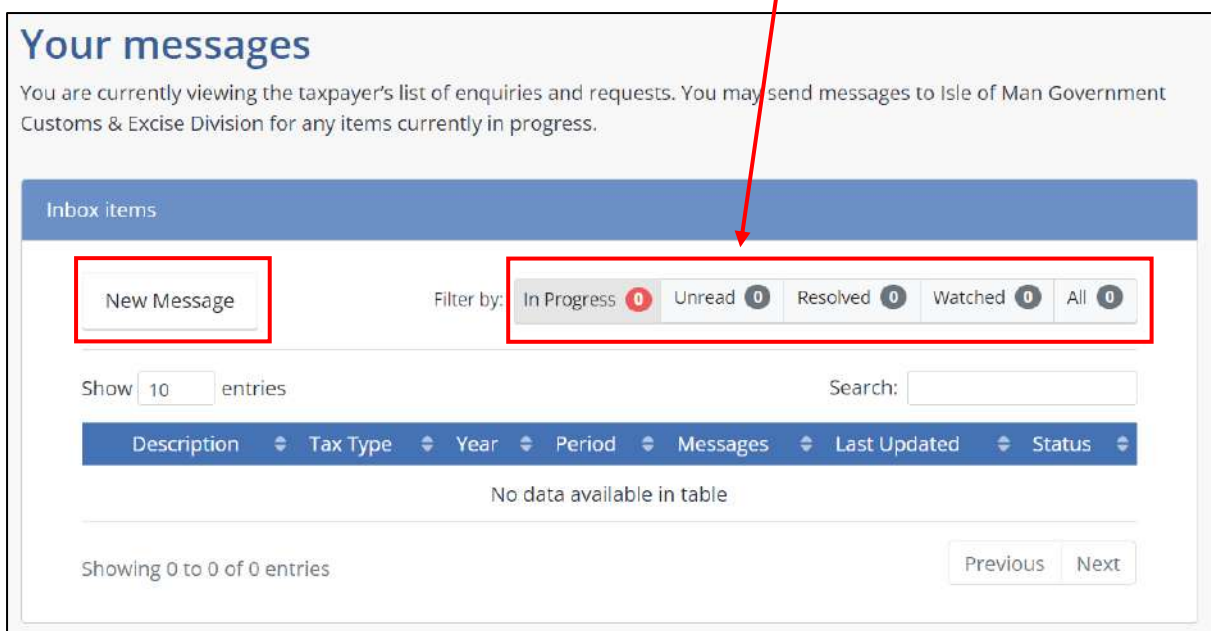 Your messages
You are currently viewing the taxpayer's list of enquiries and requests. You may send messages to Isle of Man Government
Customs & Excise Division for any items currently in progress.
Inbox items
New Message Filter by: In Progress 0 Unread 0 Resolved 0 Watched 0 All 0
Show 10 entries Search:
Description Tax Type Year Period Messages Last Updated Status
No data available in table
Showing 0 to 0 of 0 entries Previous Next